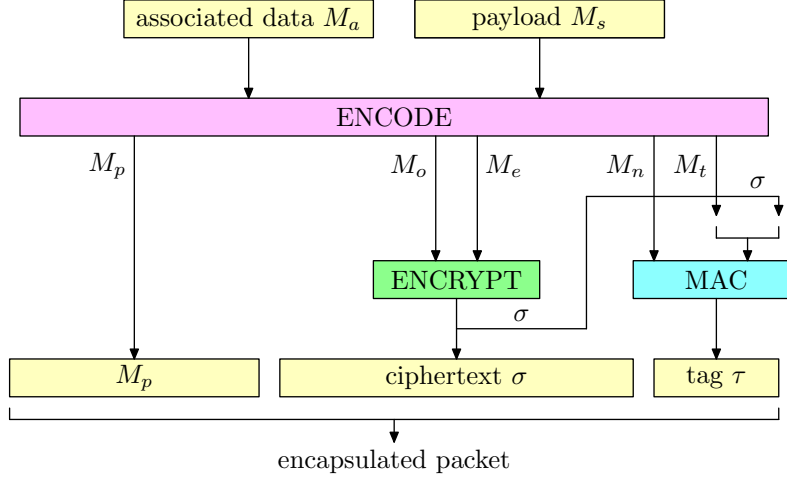 associated data $M_a$
payload $M_s$
ENCODE
$M_p$
$M_o$
$M_e$
$M_n$
$M_t$
σ
ENCRYPT
MAC
σ
$M_p$
ciphertext σ
tag τ
encapsulated packet